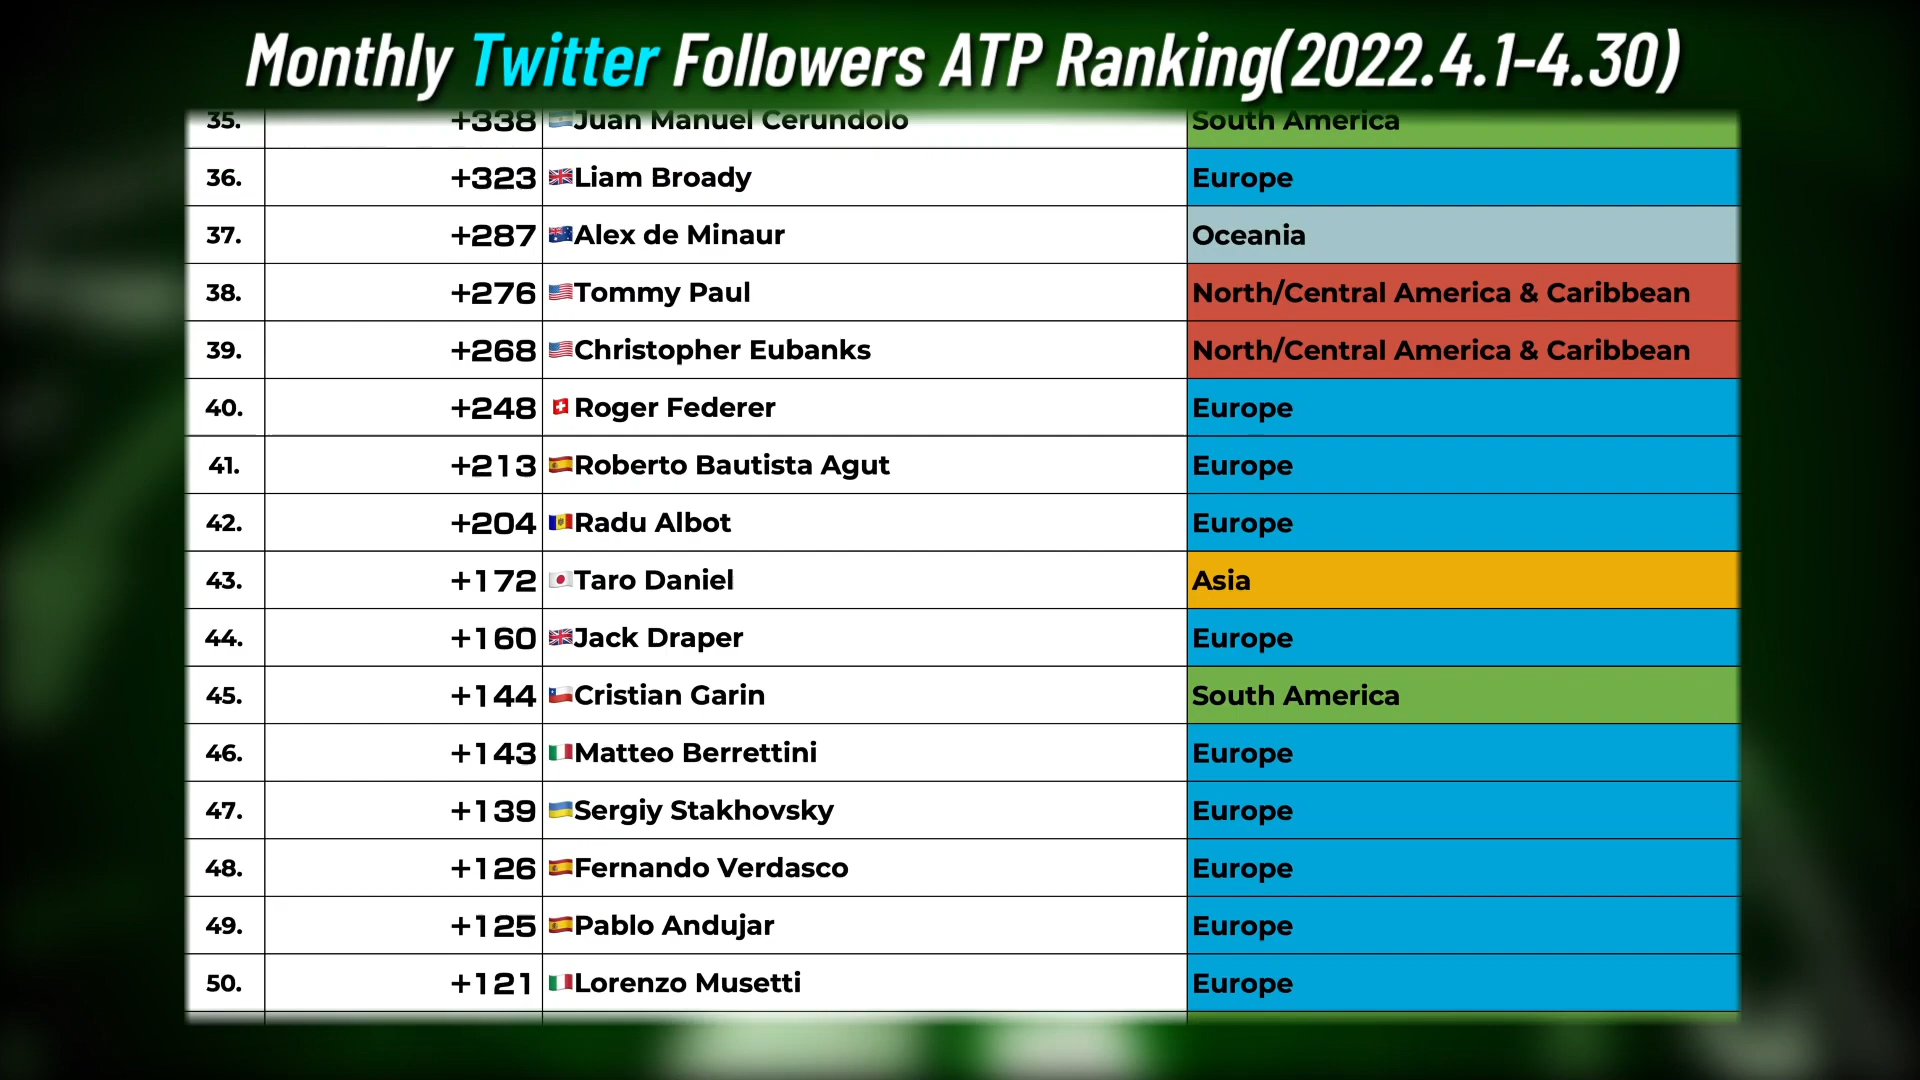 Monthly Twitter Followers ATP Ranking(2022.4.1-4.30)
35. +338 Juan Manuel Cerundolo South America
36. +323 Liam Broady Europe
37. +287 Alex de Minaur Oceania
38. +276 Tommy Paul North/Central America & Caribbean
39. +268 Christopher Eubanks North/Central America & Caribbean
40. +248 Roger Federer Europe
41. +213 Roberto Bautista Agut Europe
42. +204 Radu Albot Europe
43. +172 Taro Daniel Asia
44. +160 Jack Draper Europe
45. +144 Cristian Garin South America
46. +143 Matteo Berrettini Europe
47. +139 Sergiy Stakhovsky Europe
48. +126 Fernando Verdasco Europe
49. +125 Pablo Andujar Europe
50. +121 Lorenzo Musetti Europe